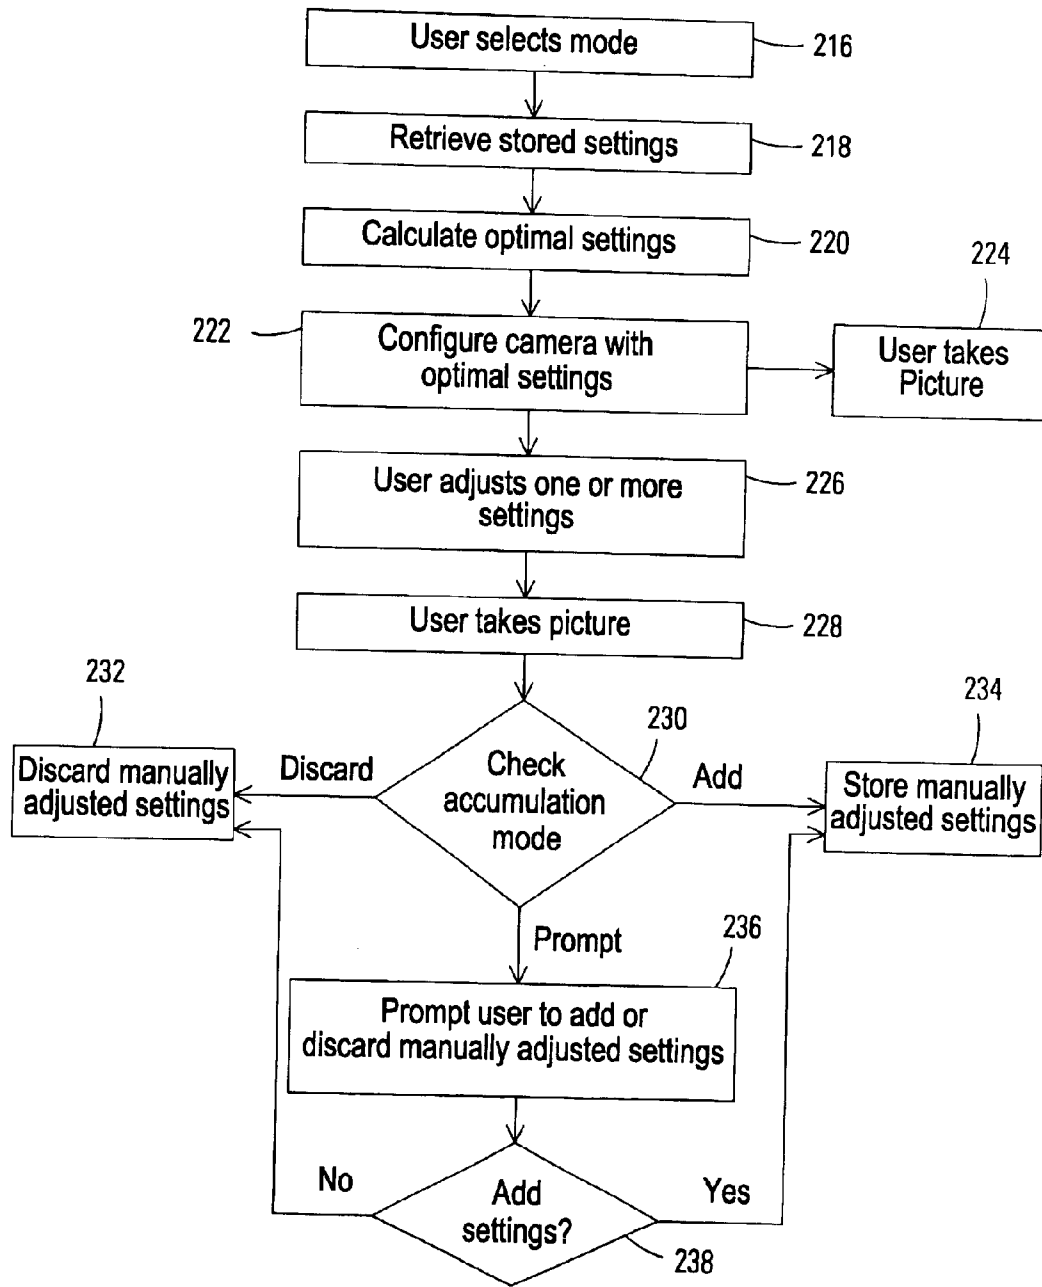 User selects mode
216
Retrieve stored settings
218
Calculate optimal settings
220
224
222
Configure camera with
optimal settings
User takes
Picture
User adjusts one or more
settings
226
User takes picture
228
232
234
230
Discard manually
adjusted settings
Discard
Check
accumulation
mode
Add
Store manually
adjusted settings
Prompt
236
Prompt user to add or
discard manually adjusted settings
No
Add
settings?
Yes
238